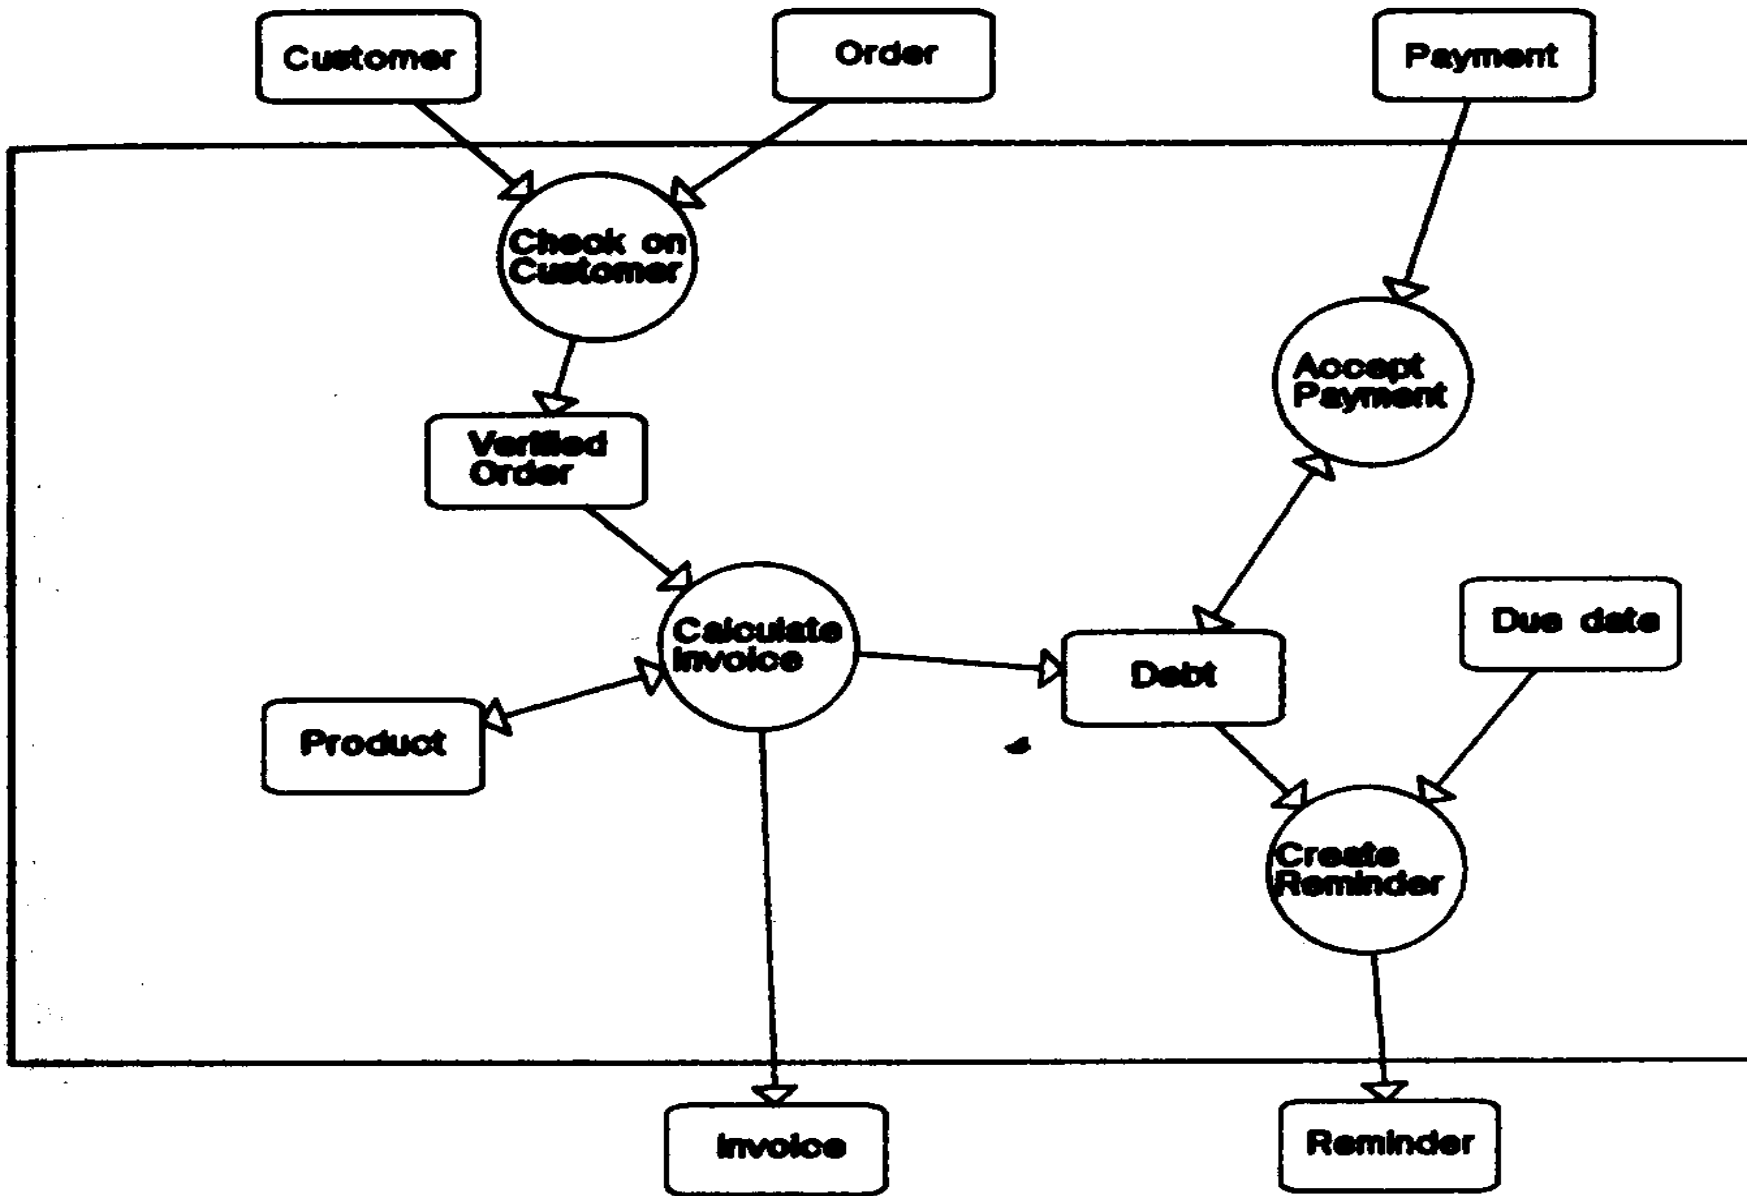 Customer
Order
Payment
Check on
Customer
Accept
Payment
Verified
Order
Calculate
Invoice
Due date
Debt
Product
Create
Reminder
Invoice
Reminder